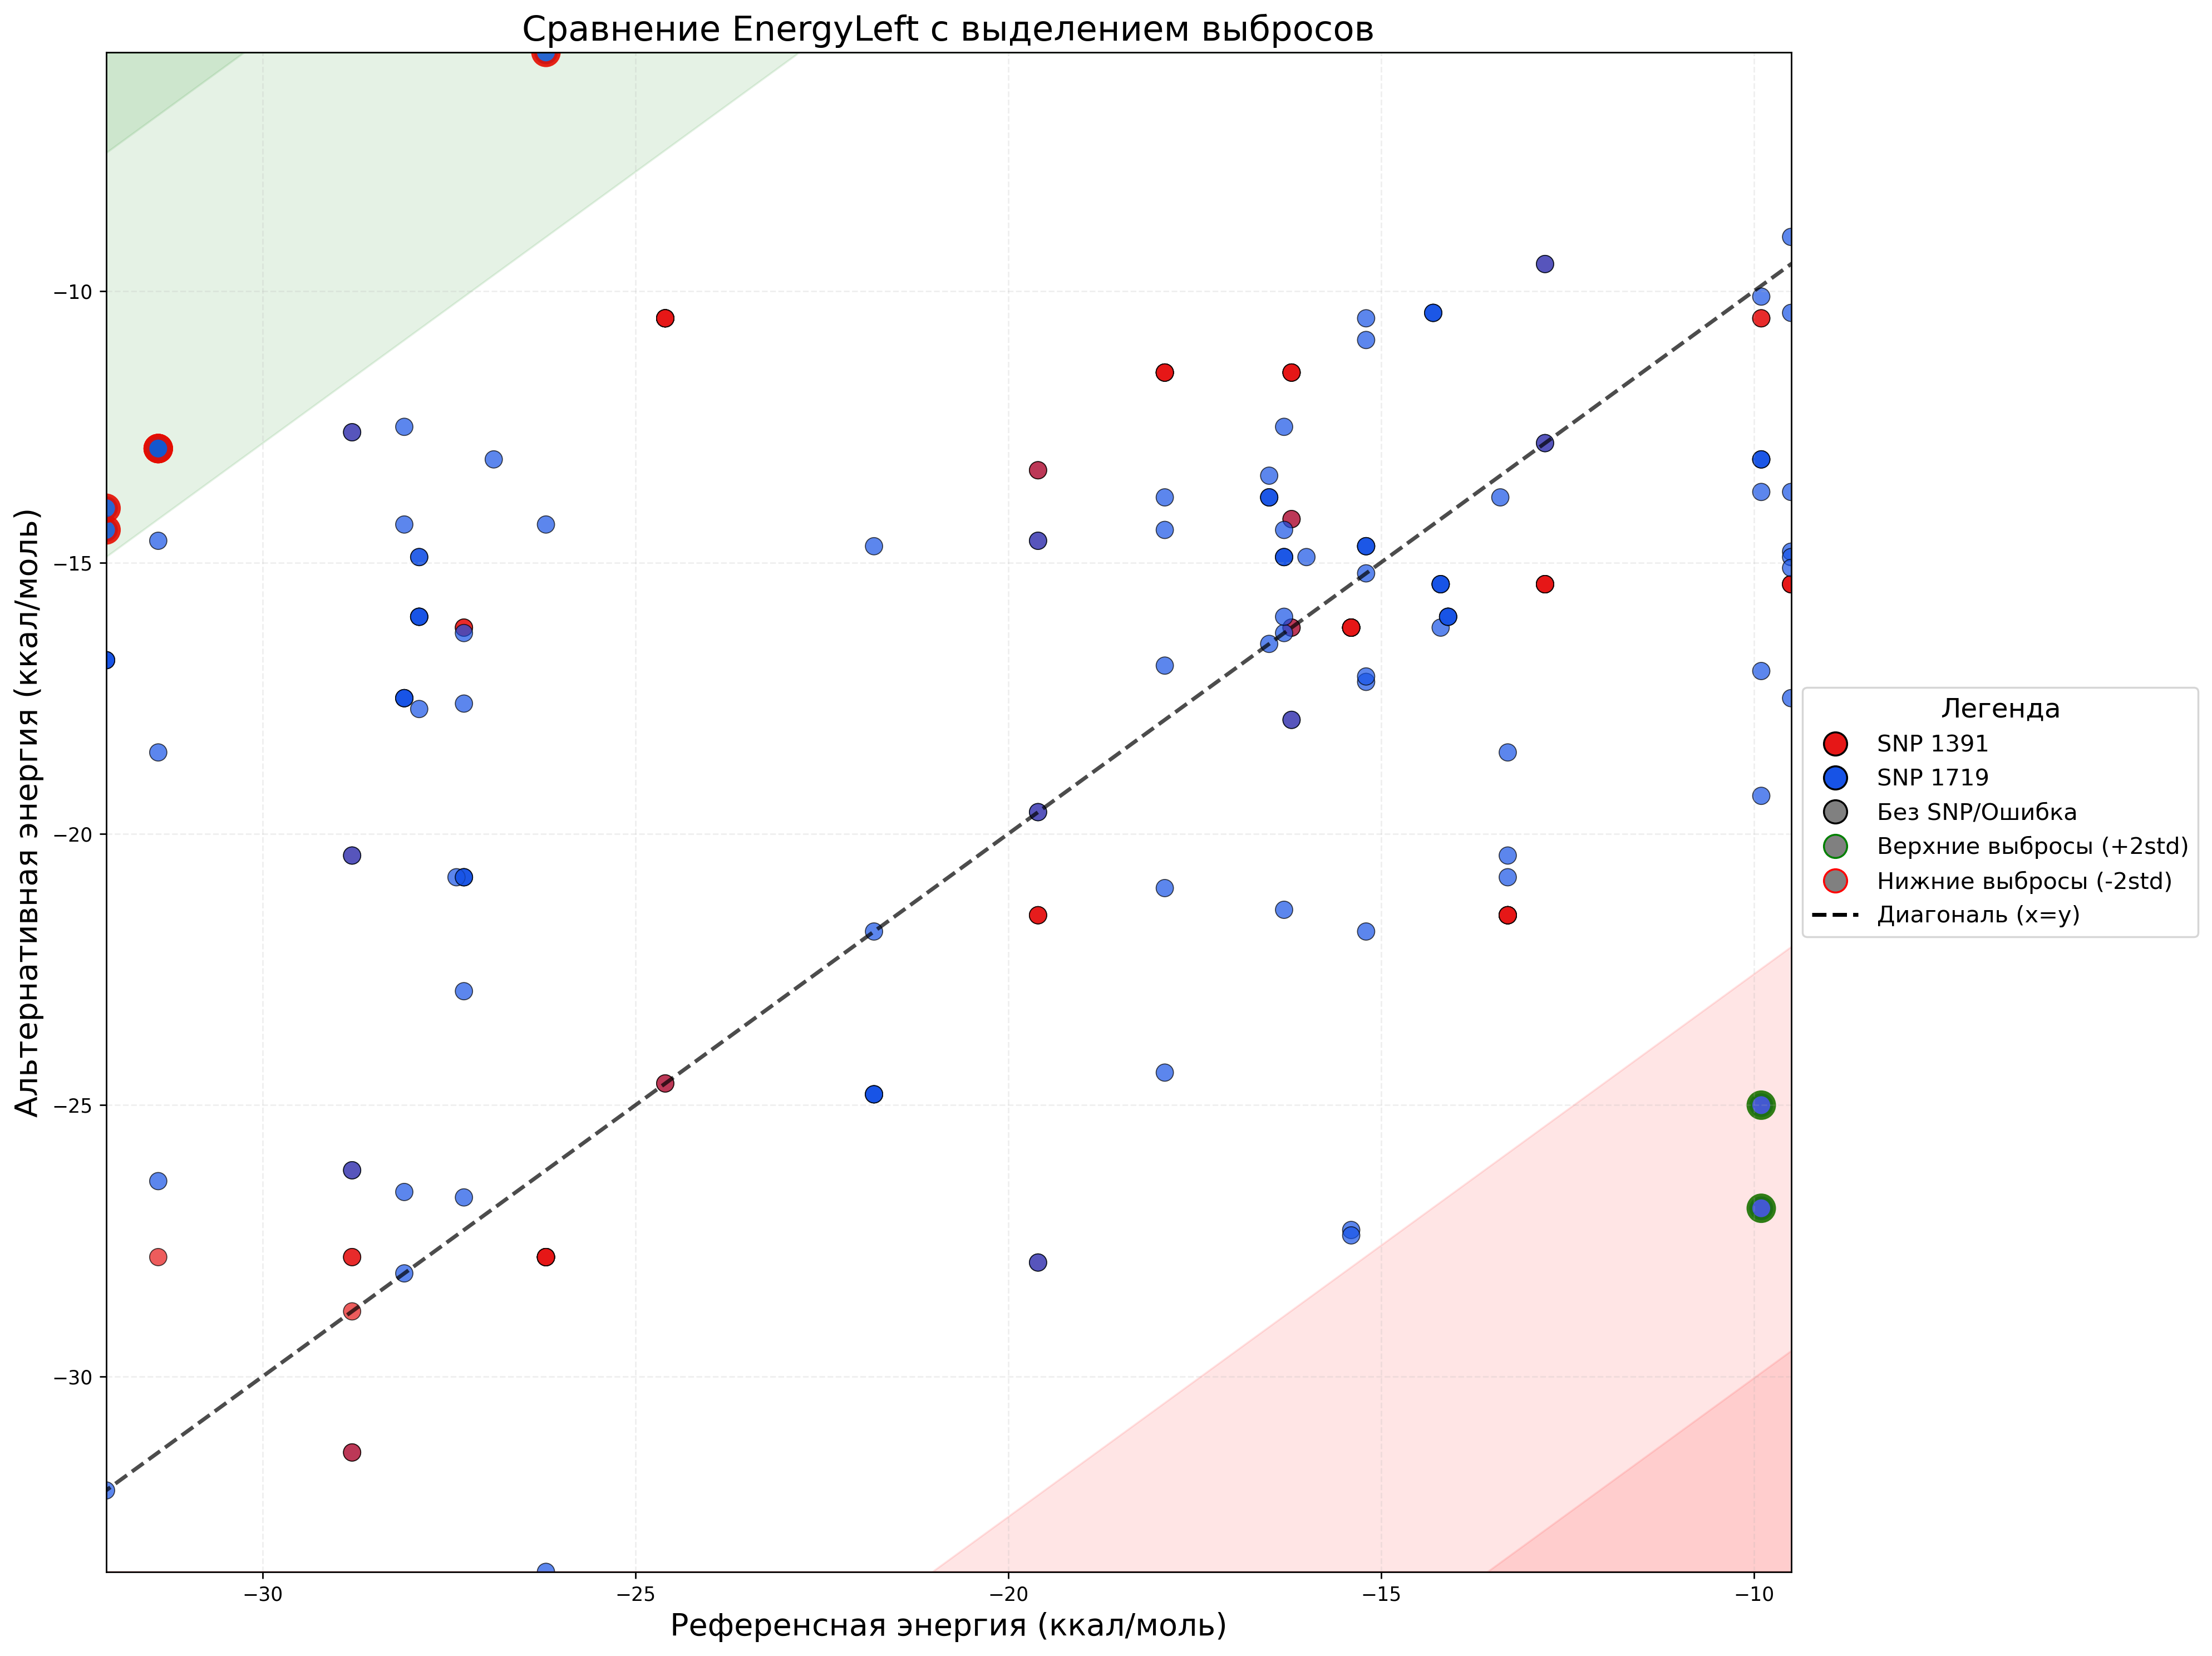 Сравнение EnergyLeft с выделением выбросов
Альтернативная энергия (ккал/моль)
−10
−15
−20
−25
−30
−30
−25
−20
−15
−10
Референсная энергия (ккал/моль)
Легенда
SNP 1391
SNP 1719
Без SNP/Ошибка
Верхние выбросы (+2std)
Нижние выбросы (-2std)
Диагональ (x=y)